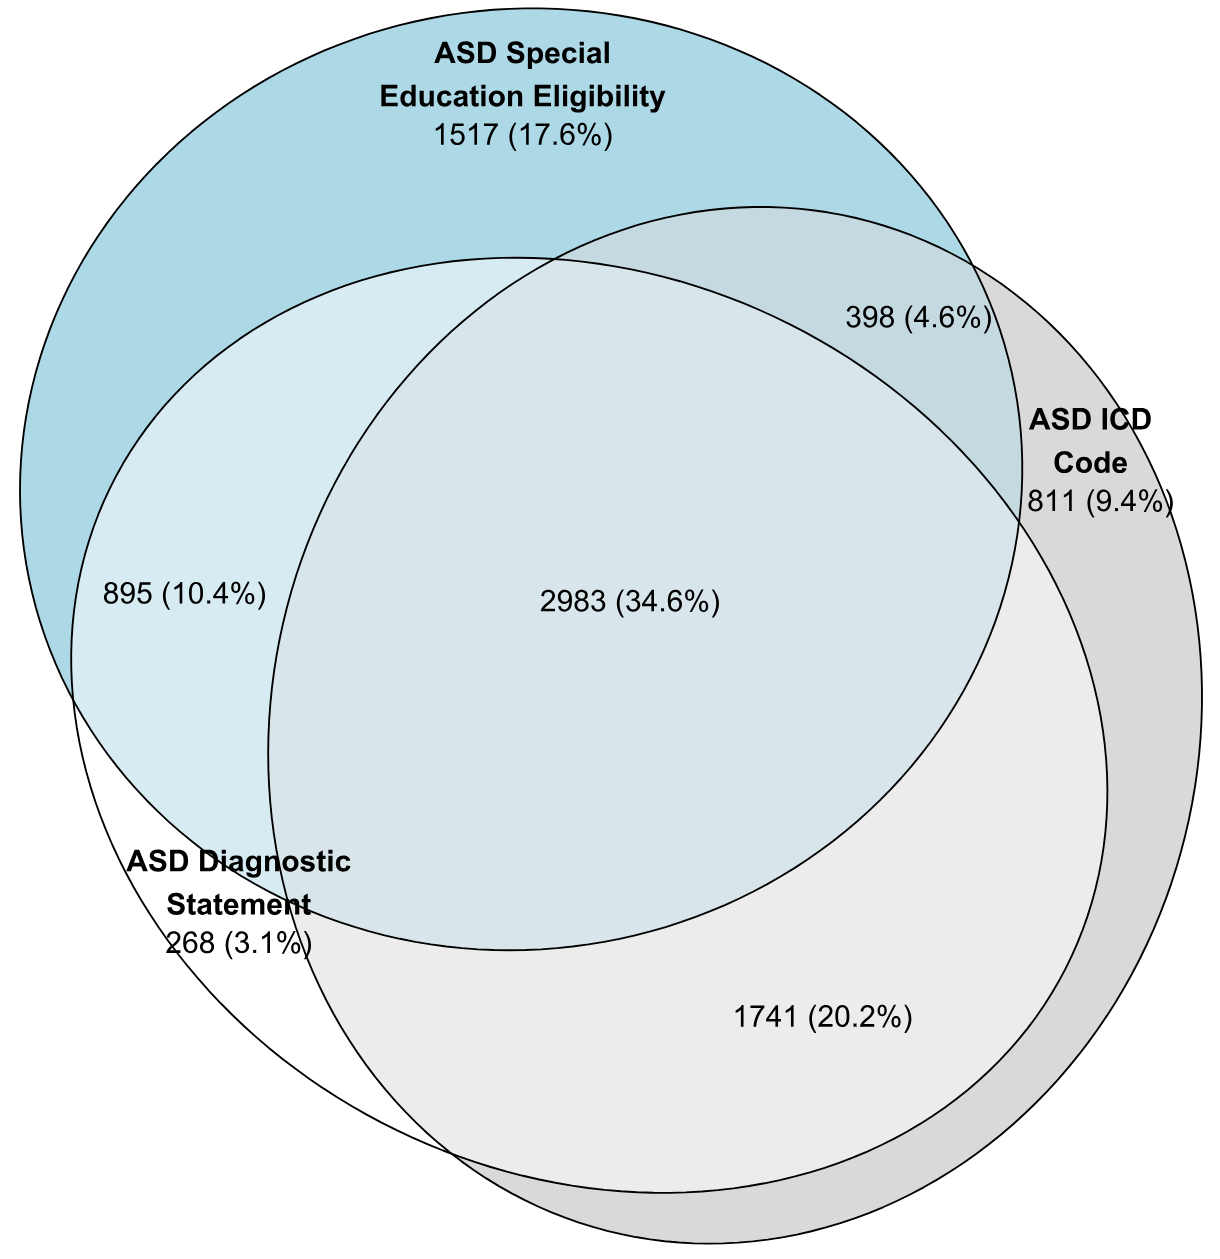 ASD Special
Education Eligibility
1517 (17.6%)
398 (4.6%)
ASD ICD
Code
811 (9.4%)
895 (10.4%)
2983 (34.6%)
ASD Diagnostic
Statement
268 (3.1%)
1741 (20.2%)